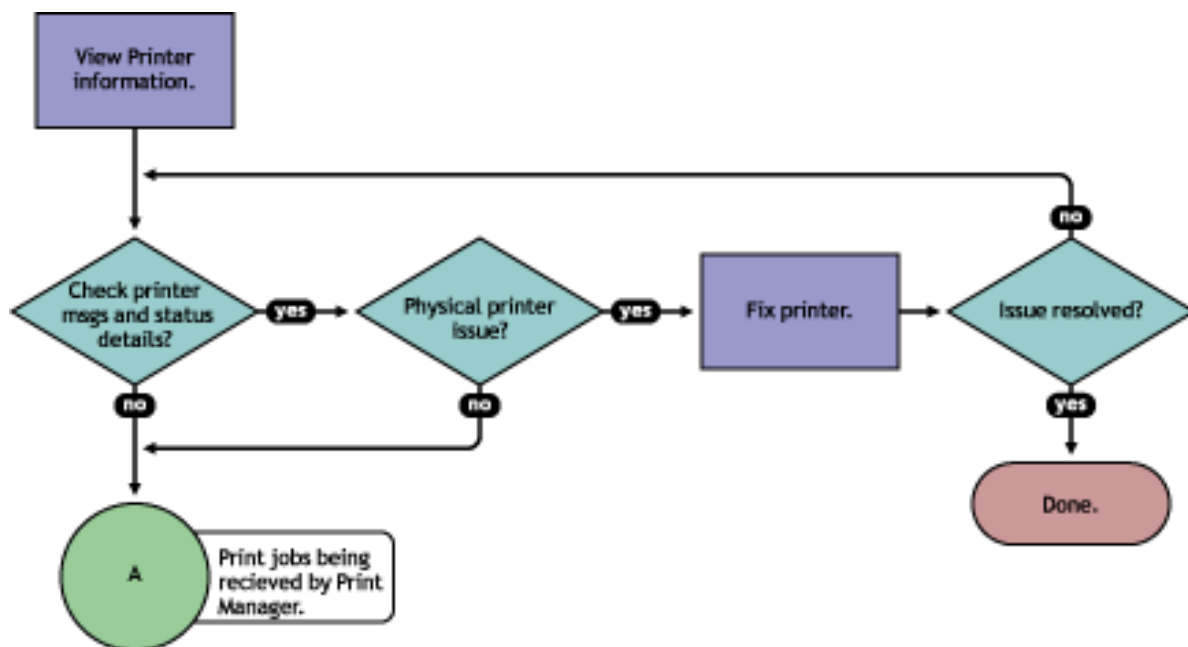 View Printer
information.
no
Check printer
msgs and status
details?
yes
Physical printer
issue?
yes
Fix printer.
Issue resolved?
no
no
yes
Done.
A
Print jobs being
recieved by Print
Manager.